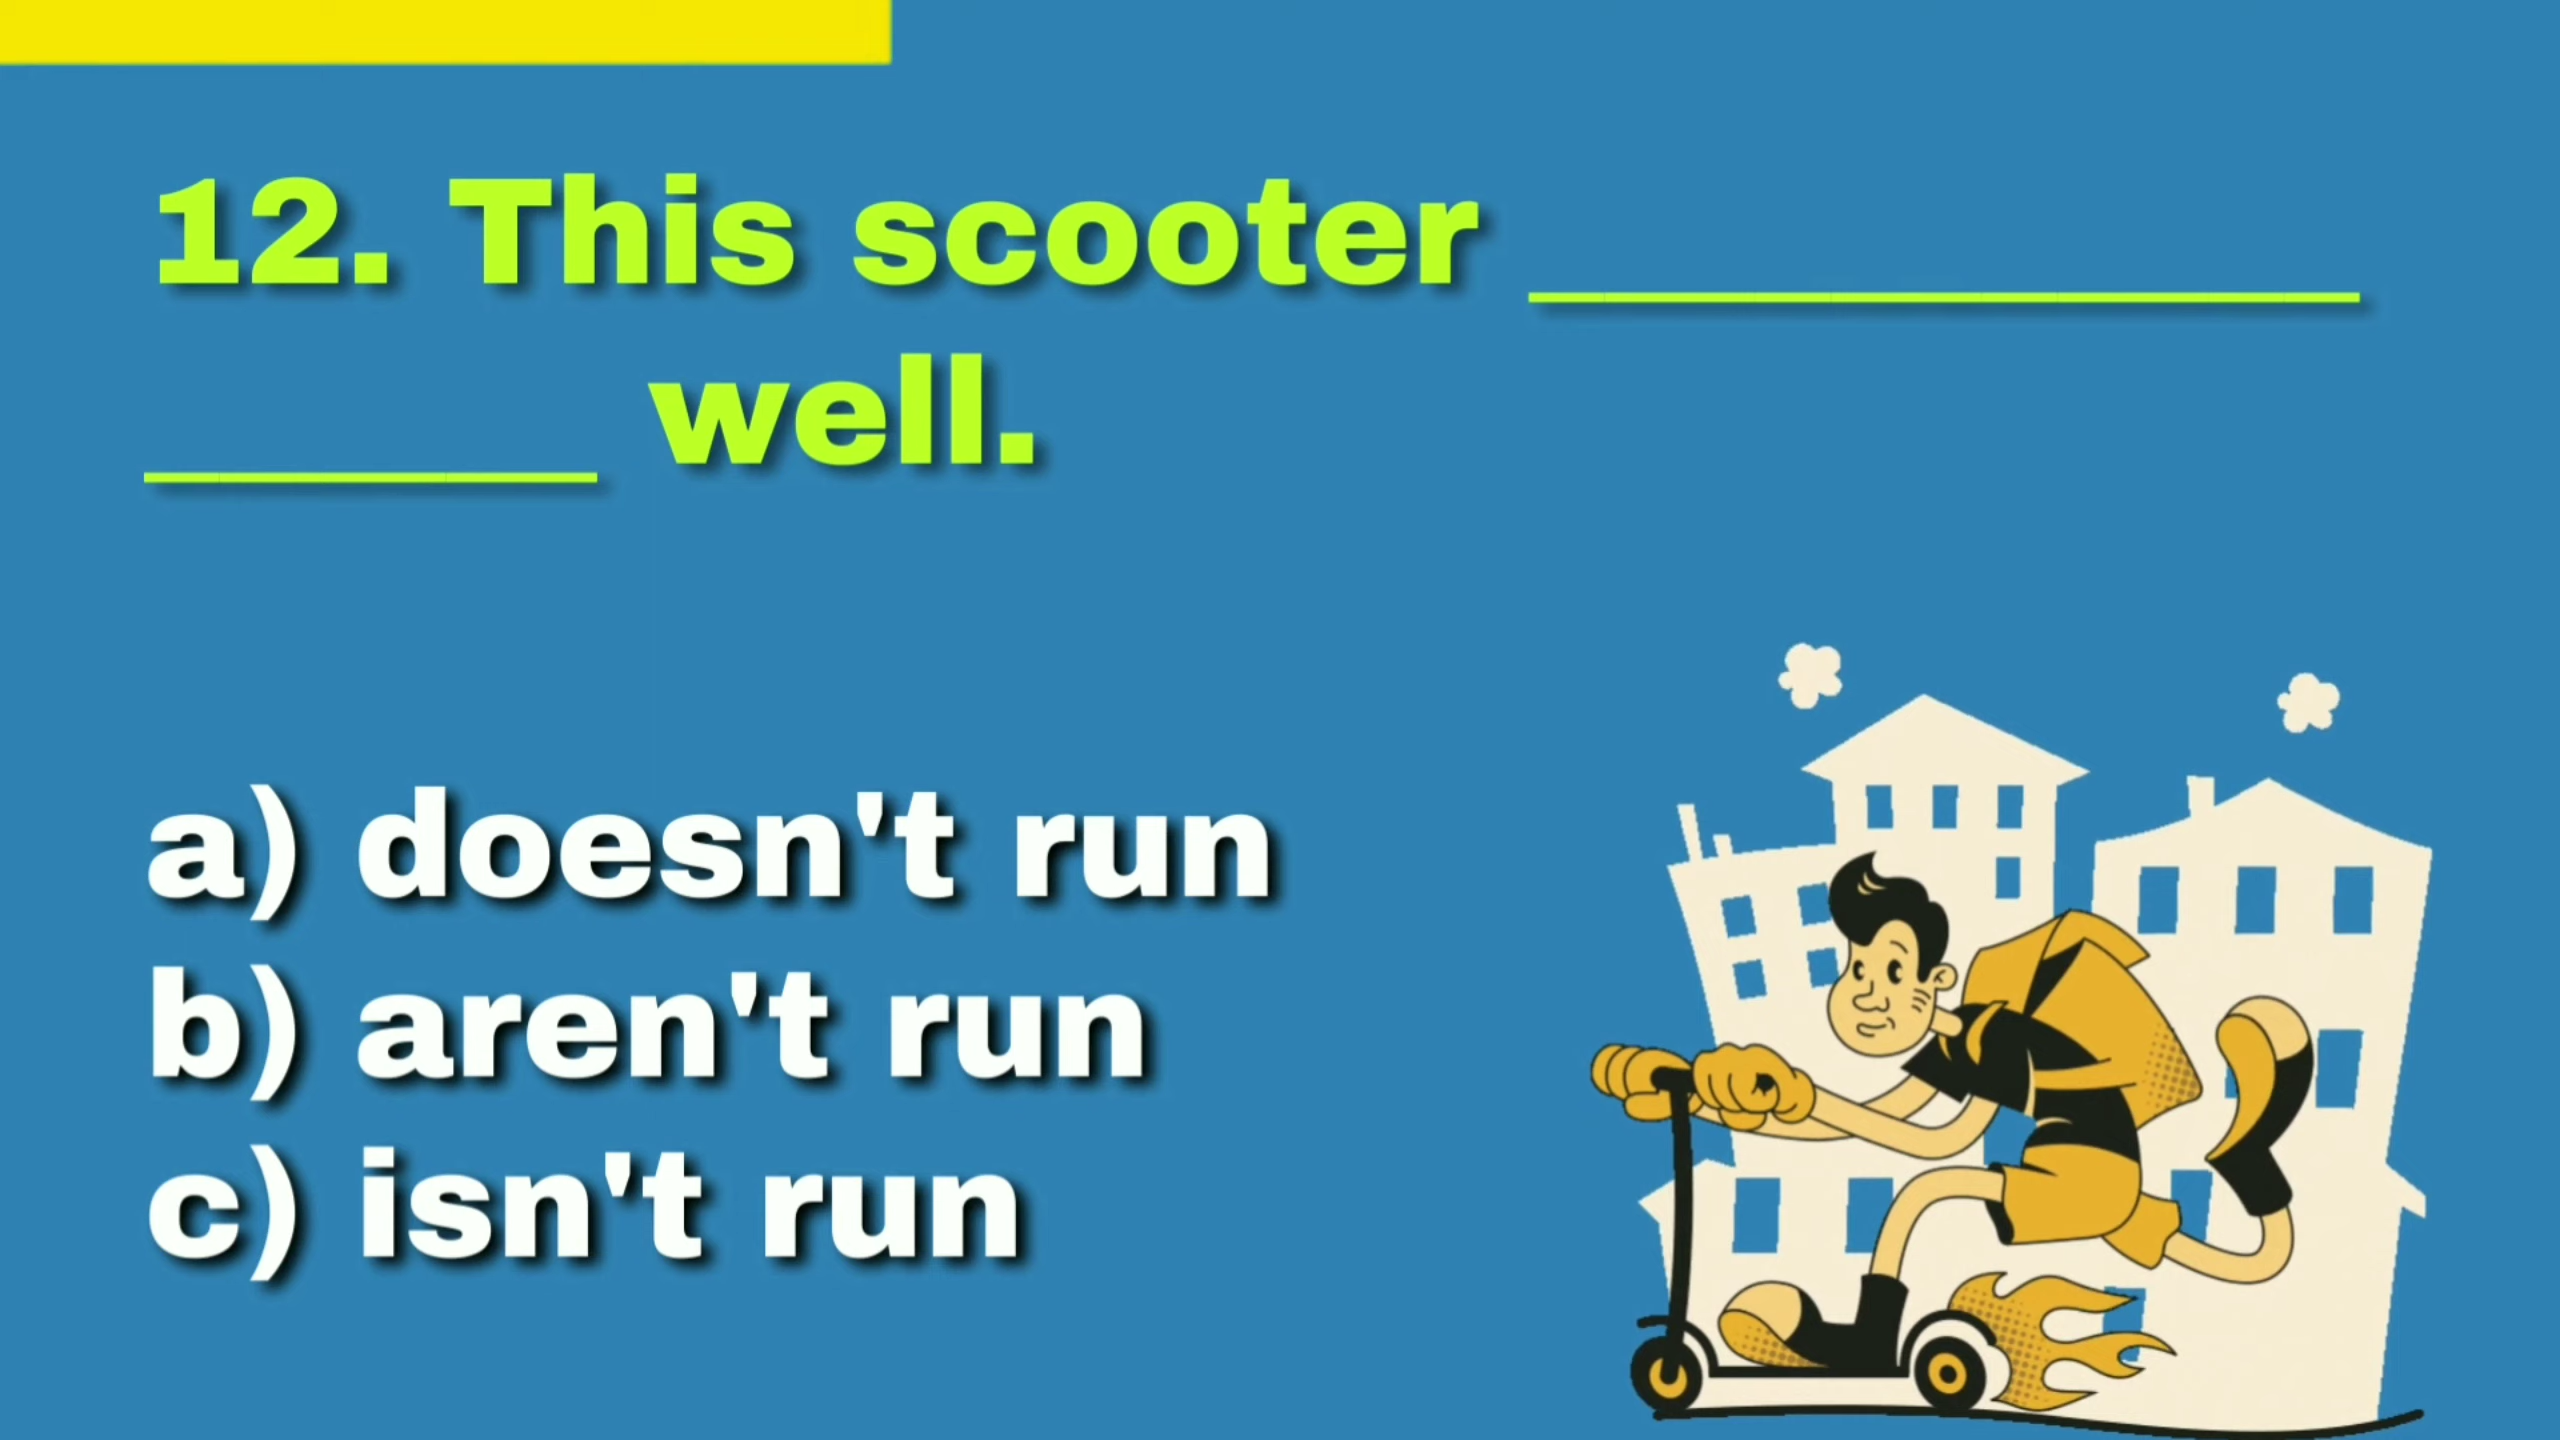 12. This scooter ___________
______ well.
a) doesn't run
b) aren't run
c) isn't run